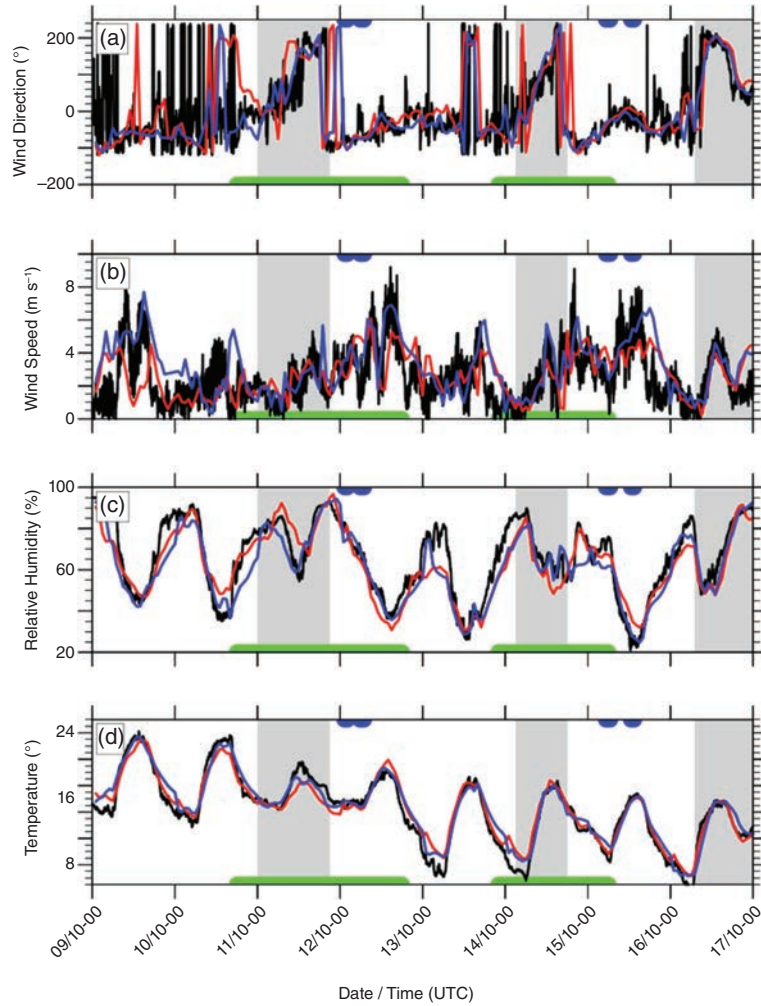 (a)
Wind Direction (°)
200
0
−200
(b)
Wind Speed (m s⁻¹)
8
4
0
(c)
Relative Humidity (%)
100
60
20
(d)
Temperature (°)
24
16
8
09/10-00 10/10-00 11/10-00 12/10-00 13/10-00 14/10-00 15/10-00 16/10-00 17/10-00
Date / Time (UTC)